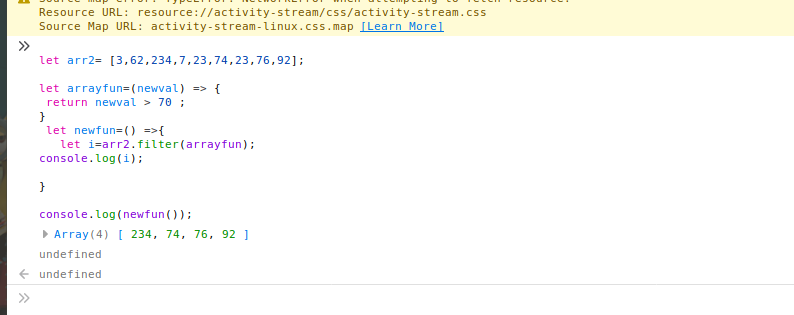 Source map error: TypeError: NetworkError when attempting to fetch resource.
Resource URL: resource://activity-stream/css/activity-stream.css
Source Map URL: activity-stream-linux.css.map [Learn More]
let arr2= [3,62,234,7,23,74,23,76,92];
let arrayfun=(newval) => {
return newval > 70 ;
}
let newfun=() =>{
let i=arr2.filter(arrayfun);
console.log(i);
}
console.log(newfun());
Array(4) [ 234, 74, 76, 92 ]
undefined
undefined